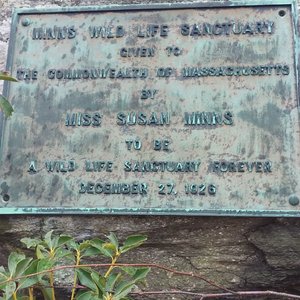 MINNS WILD LIFE SANCTUARY
GIVEN TO
THE COMMONWEALTH OF MASSACHUSETTS
BY
MISS SUSAN MINNS
TO BE
A WILD LIFE SANCTUARY FOREVER
DECEMBER 27, 1926